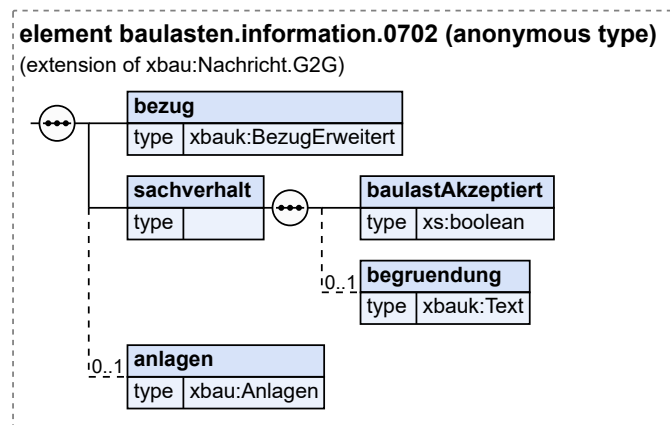 element baulasten.information.0702 (anonymous type)
(extension of xbau:Nachricht.G2G)
bezug
type xbauk:BezugErweitert
sachverhalt
type
baulastAkzeptiert
type xs:boolean
0..1
begruendung
type xbauk:Text
0..1
anlagen
type xbau:Anlagen